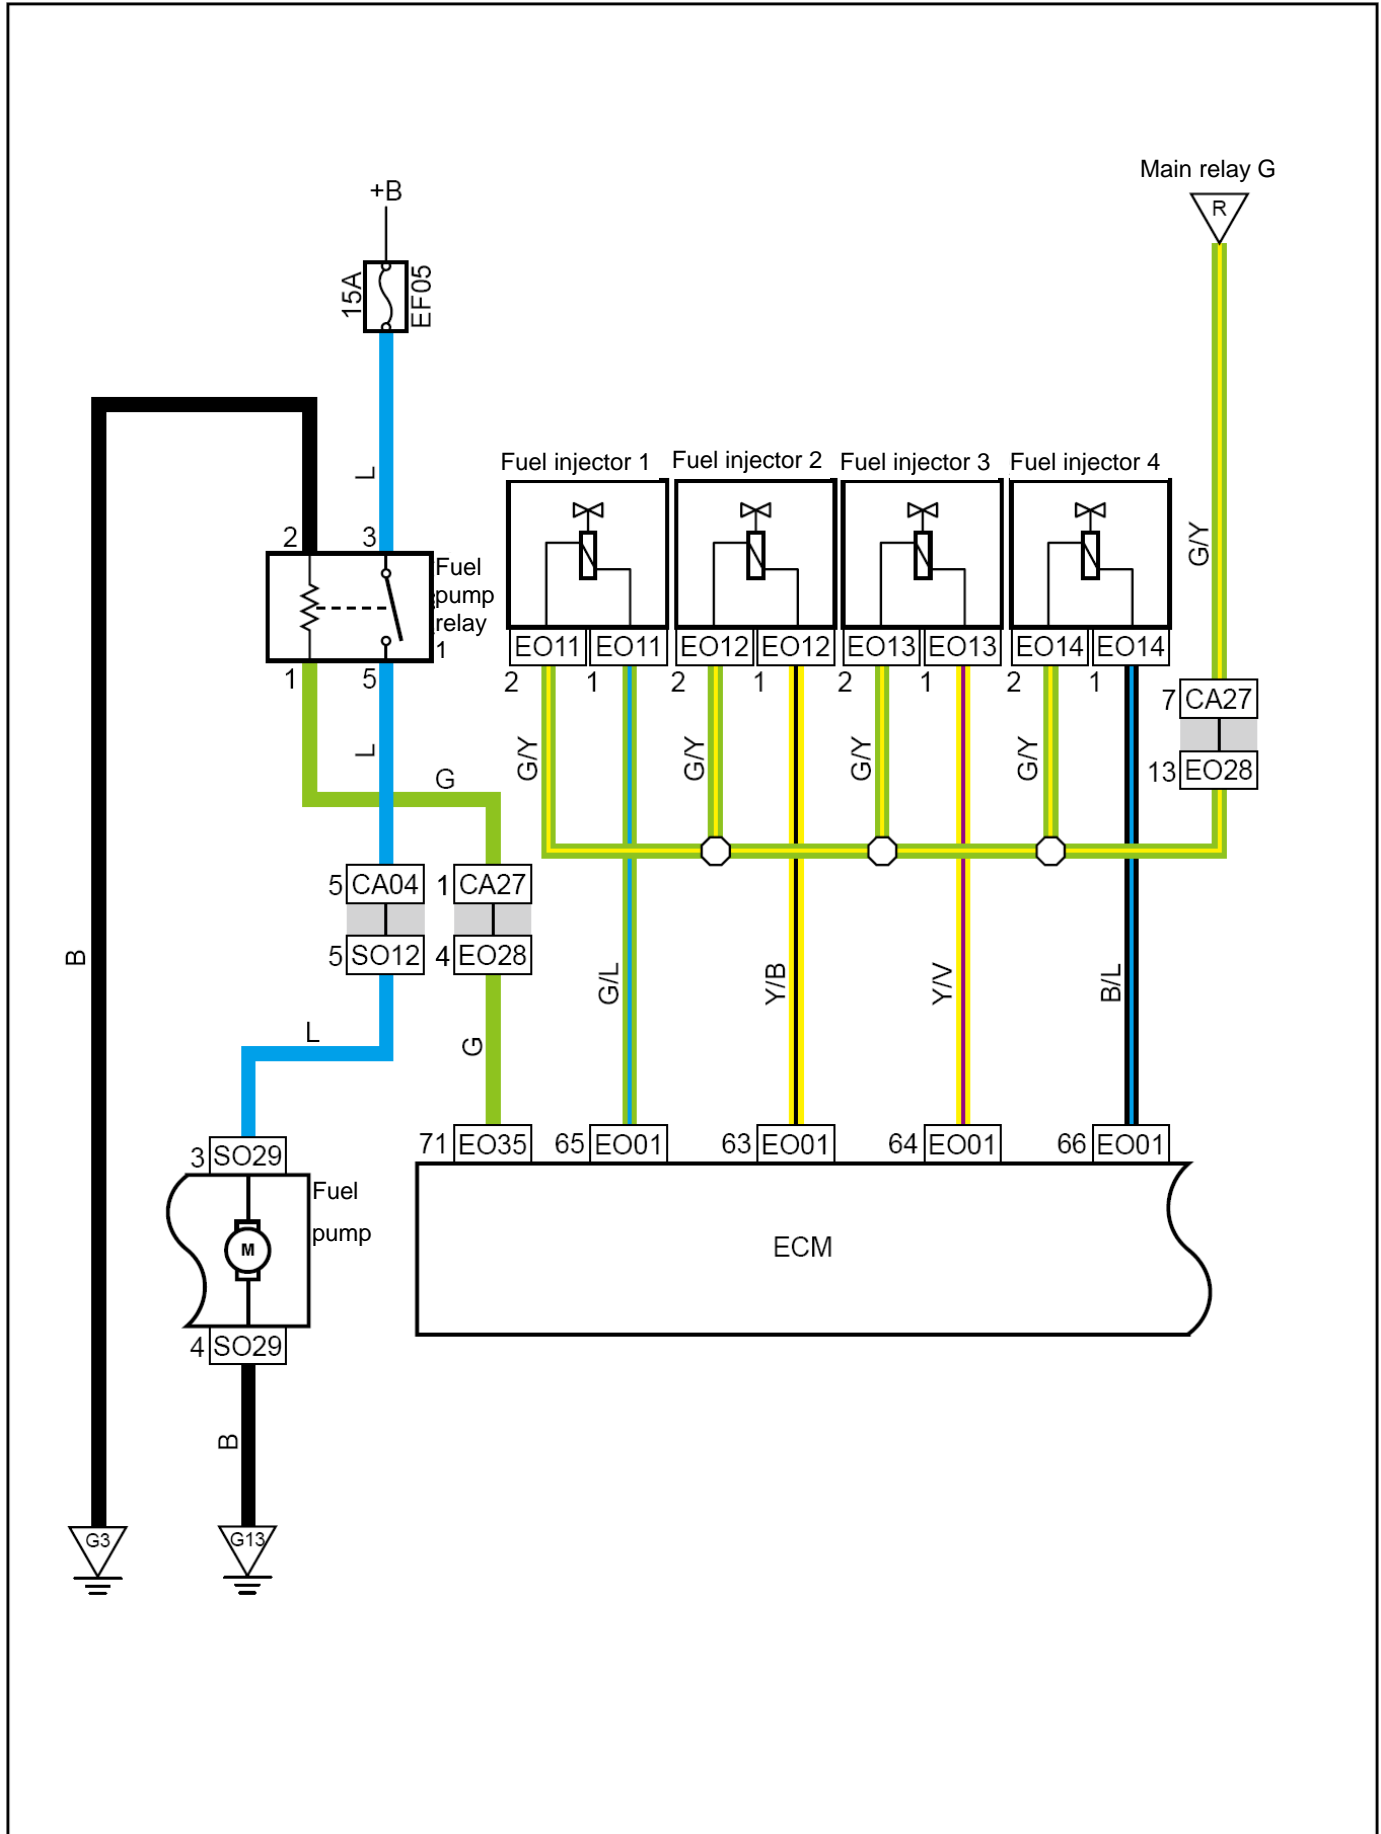 Main relay G
R
+B
15A
EF05
L
Fuel injector 1 Fuel injector 2 Fuel injector 3 Fuel injector 4
G/Y
2 3
Fuel
pump
relay
1
EO11 EO11 EO12 EO12 EO13 EO13 EO14 EO14
1 5
2 1 2 1 2 1 2 1
7 CA27
L
G/Y G/Y G/Y G/Y
13 EO28
G
5 CA04 1 CA27
5 SO12 4 EO28
B
G/L Y/B Y/V B/L
L
G
3 SO29
71 EO35 65 EO01 63 EO01 64 EO01 66 EO01
Fuel
pump
M
ECM
4 SO29
B
G3 G13